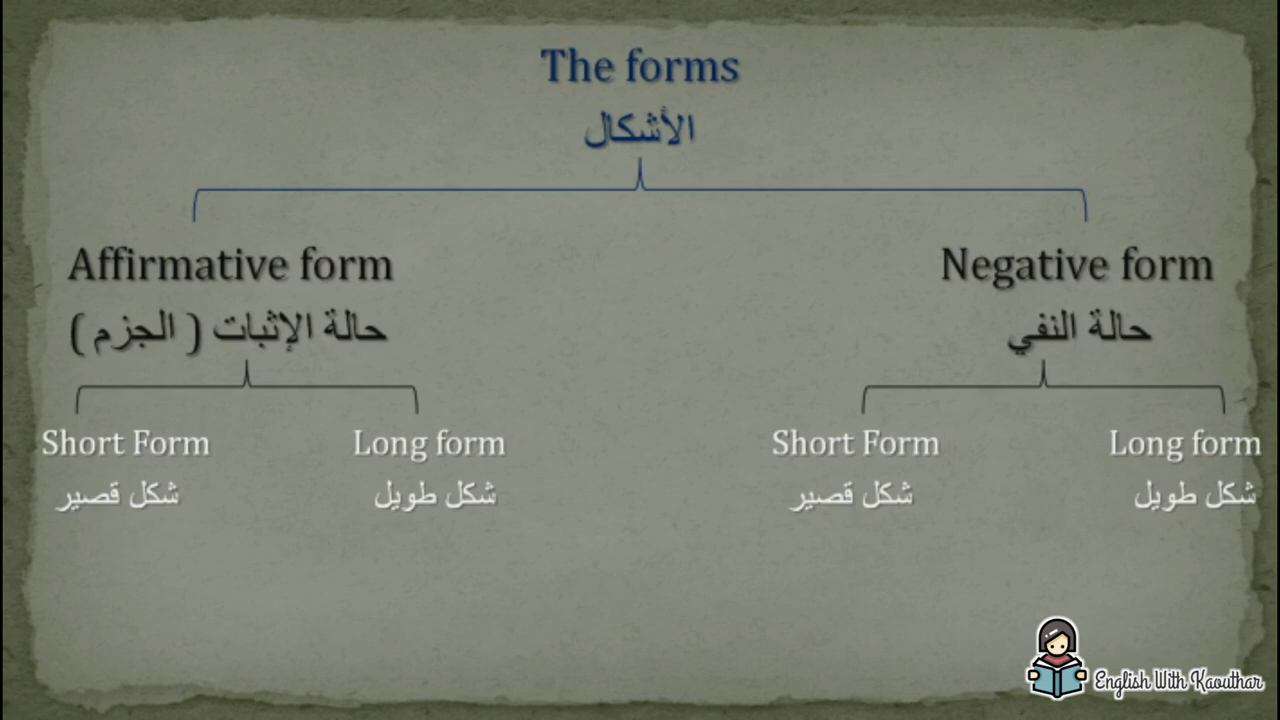 The forms
الأشكال
Affirmative form
حالة الإثبات ( الجزم )
Negative form
حالة النفي
Short Form
شكل قصير
Long form
شكل طويل
Short Form
شكل قصير
Long form
شكل طويل
English With Kaouthar